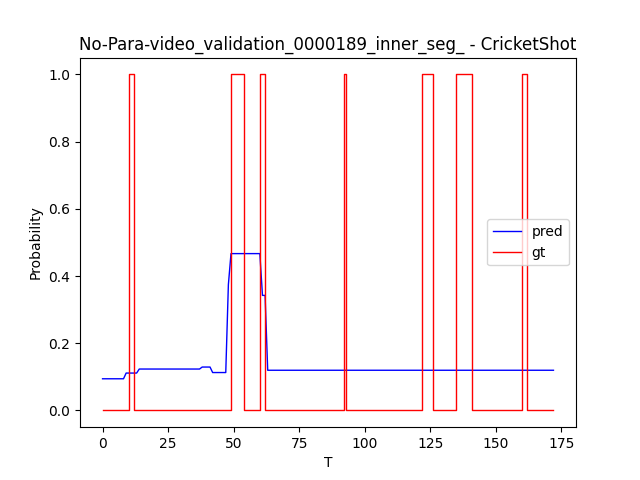 No-Para-video_validation_0000189_inner_seg_ - CricketShot
1.0
0.8
0.6
0.4
0.2
0.0
Probability
pred
gt
0 25 50 75 100 125 150 175
T